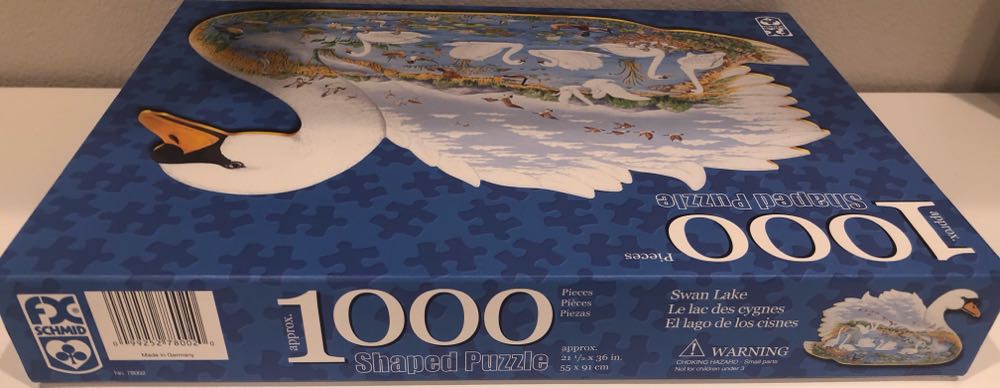 approx.
1000
Pieces
Shaped Puzzle
FX
SCHMID
Made in Germany
No. 78002
approx.
1000
Pieces
Pièces
Piezas
Shaped Puzzle
approx.
21 1/2 x 36 in.
55 x 91 cm
Swan Lake
Le lac des cygnes
El lago de los cisnes
WARNING
CHOKING HAZARD - Small parts
Not for children under 3